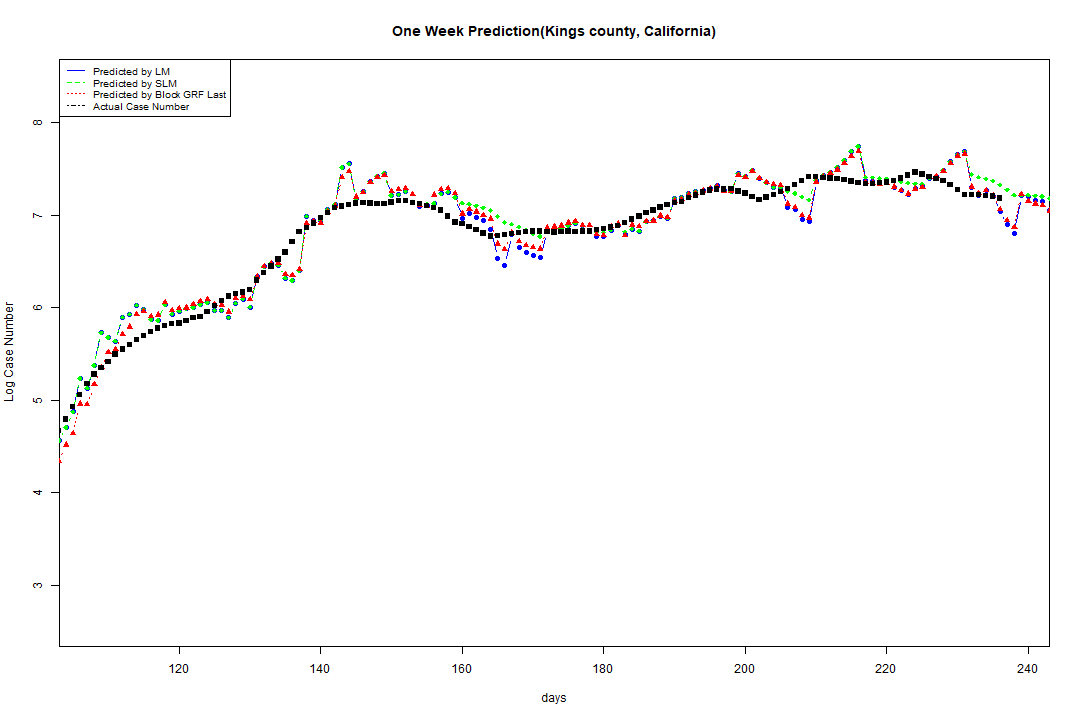 One Week Prediction(Kings county, California)
Predicted by LM
Predicted by SLM
Predicted by Block GRF Last
Actual Case Number
8
7
6
5
4
3
Log Case Number
120 140 160 180 200 220 240
days